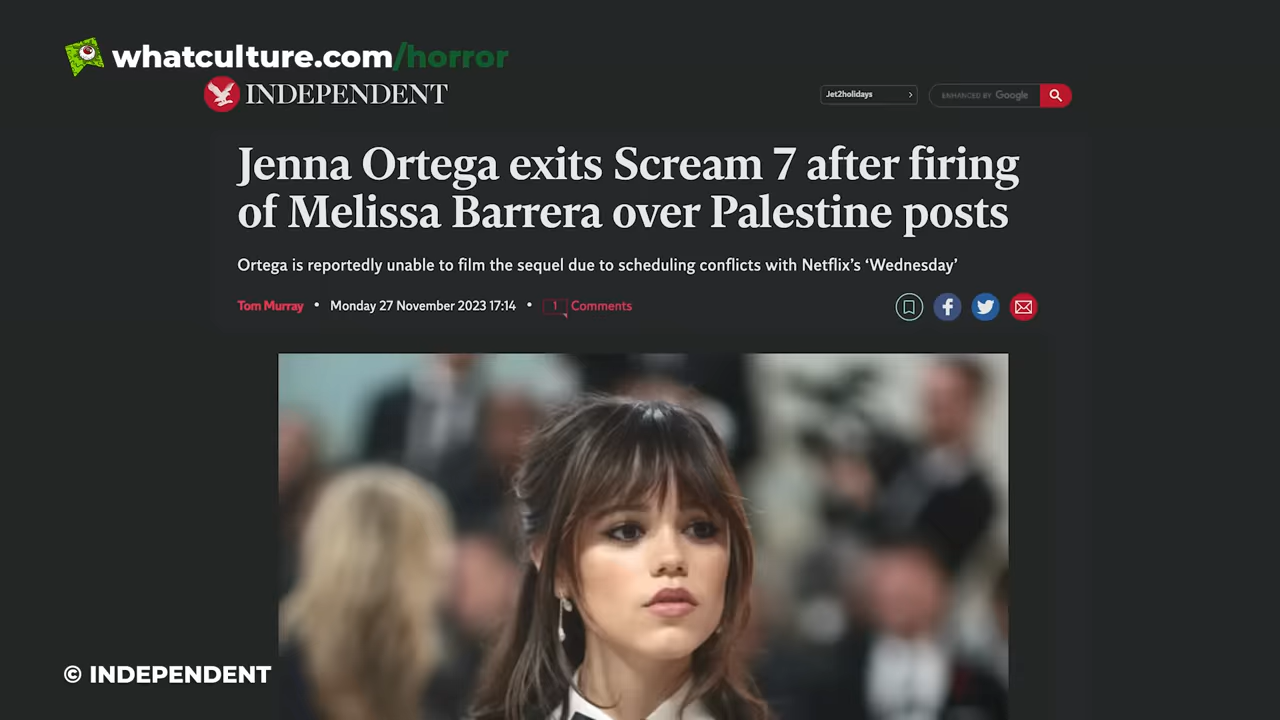 whatculture.com/horror
INDEPENDENT
Jet2holidays
ENHANCED BY Google
Jenna Ortega exits Scream 7 after firing
of Melissa Barrera over Palestine posts
Ortega is reportedly unable to film the sequel due to scheduling conflicts with Netflix’s ‘Wednesday’
Tom Murray • Monday 27 November 2023 17:14 • 1 Comments
© INDEPENDENT